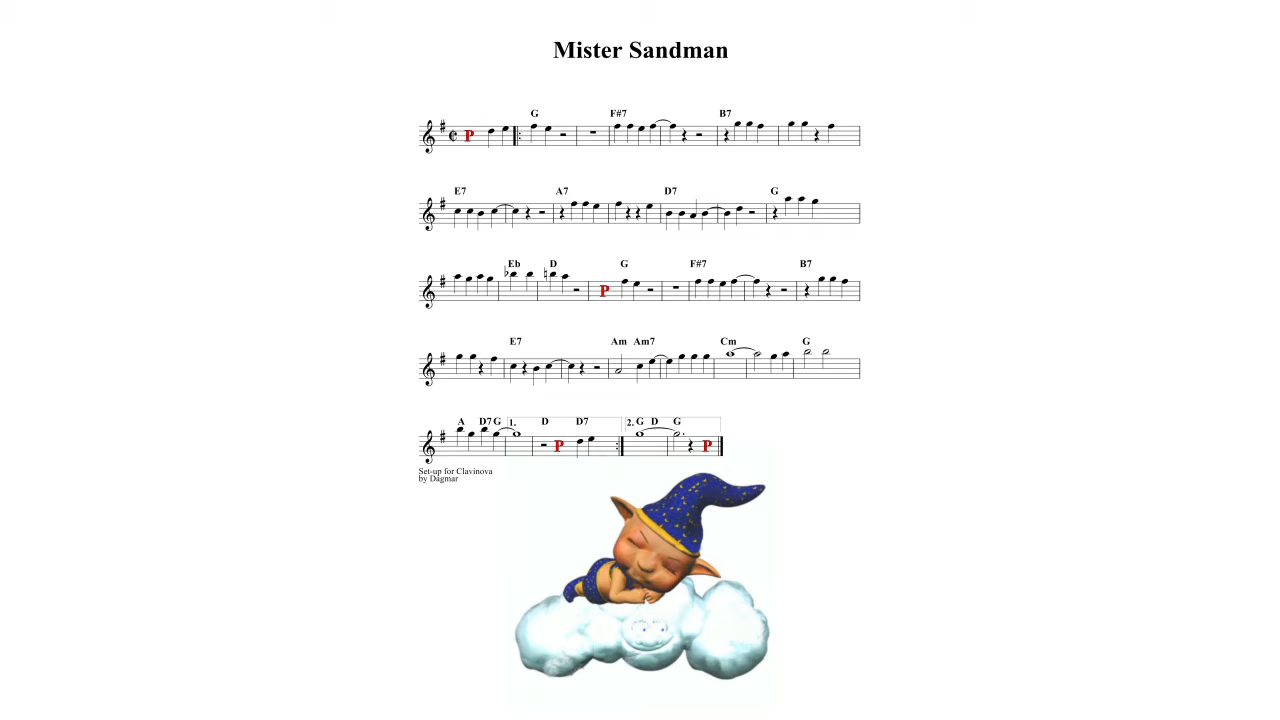 Mister Sandman
G F#7 B7
P
E7 A7 D7 G
Eb D G F#7 B7
P
E7 Am Am7 Cm G
A D7 G 1. D D7 2. G D G
P P
Set-up for Clavinova
by Dagmar